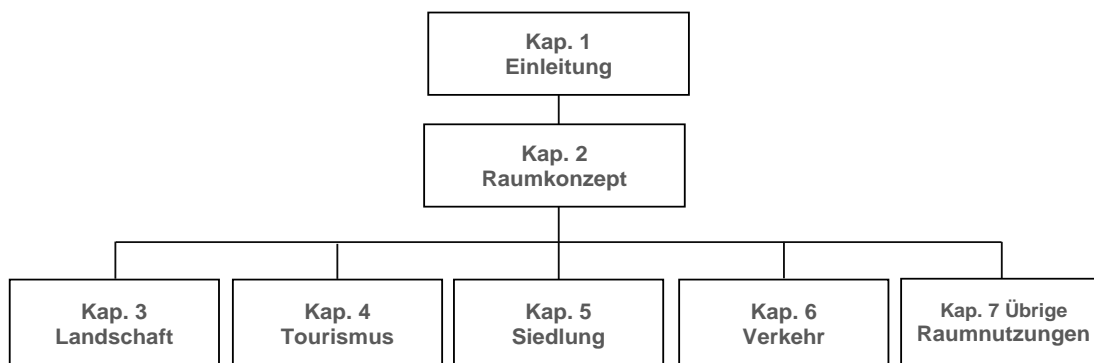 Kap. 1
Einleitung
Kap. 2
Raumkonzept
Kap. 3
Landschaft
Kap. 4
Tourismus
Kap. 5
Siedlung
Kap. 6
Verkehr
Kap. 7 Übrige
Raumnutzungen